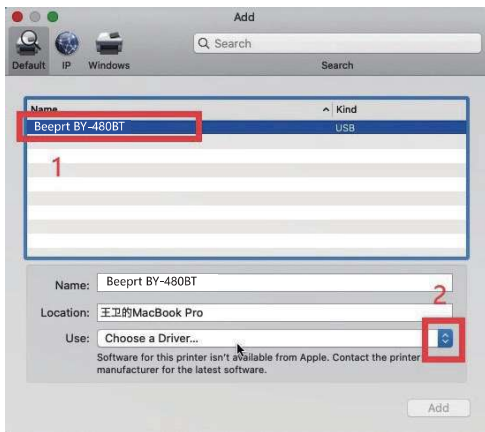 Add
Search
Default IP Windows Search
Name Kind
Beeprt BY-480BT USB
1
Name: Beeprt BY-480BT
2
Location: 王卫的MacBook Pro
Use: Choose a Driver...
Software for this printer isn't available from Apple. Contact the printer
manufacturer for the latest software.
Add